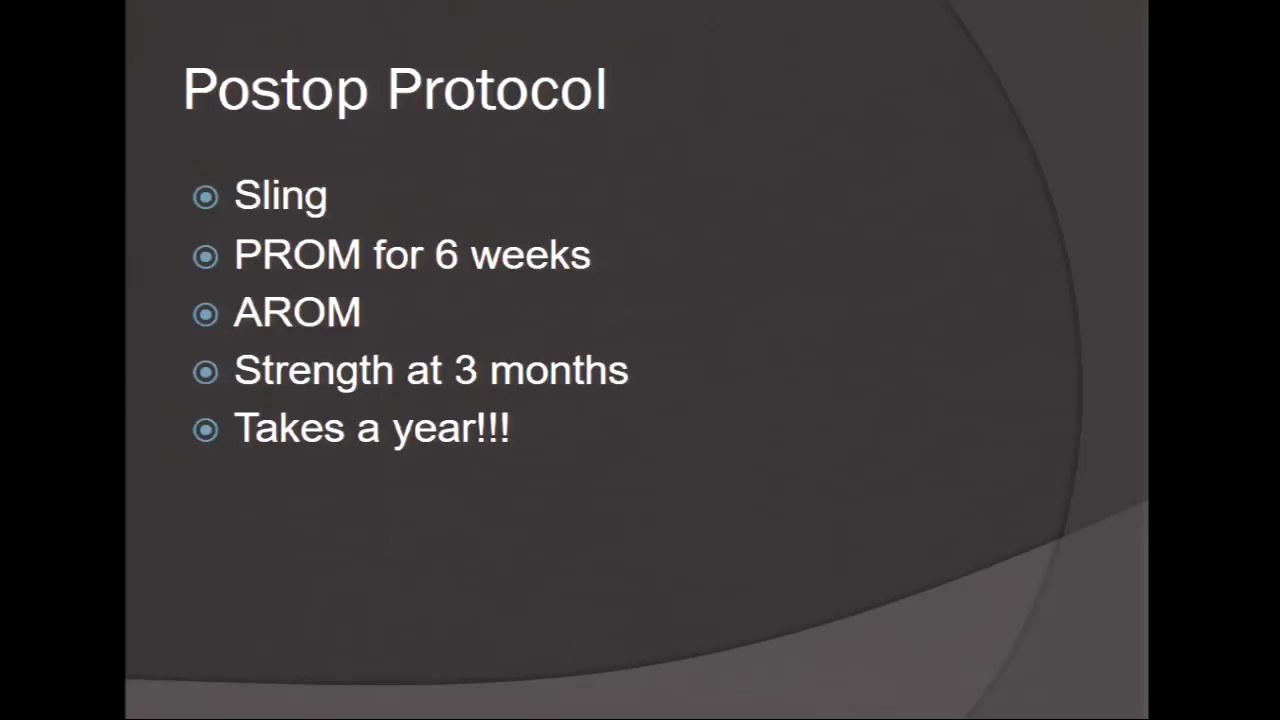 Postop Protocol
Sling
PROM for 6 weeks
AROM
Strength at 3 months
Takes a year!!!